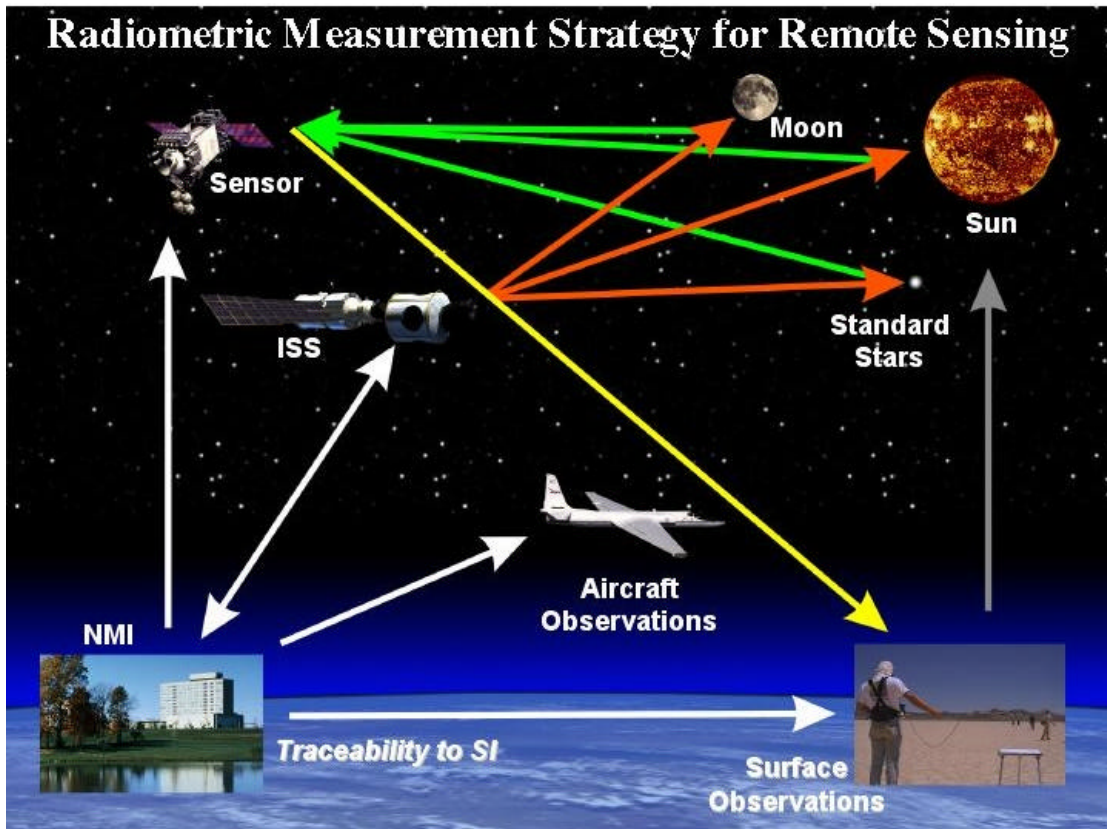 Radiometric Measurement Strategy for Remote Sensing
Moon
Sensor
Sun
ISS
Standard
Stars
Aircraft
Observations
NMI
Traceability to SI
Surface
Observations